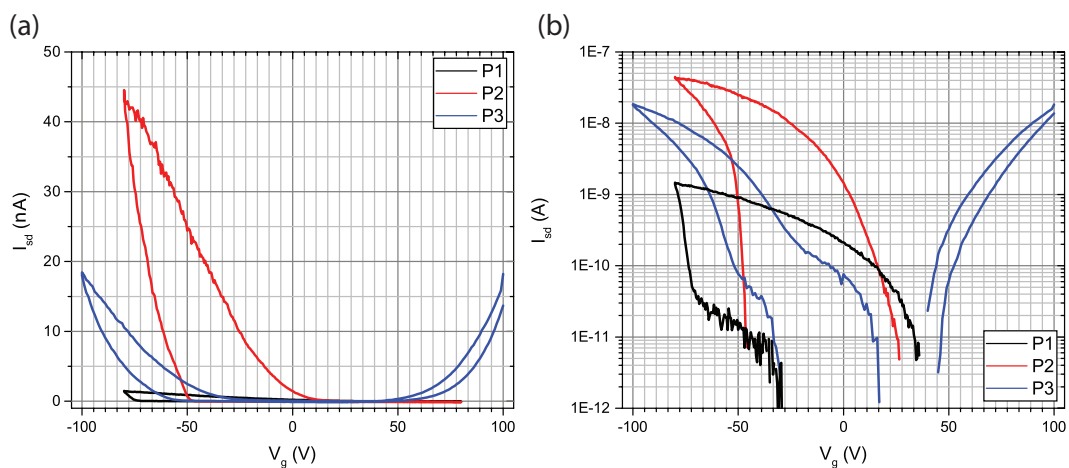 (a)
50
40
30
20
10
0
I_sd (nA)
-100
-50
0
50
100
V_g (V)
P1
P2
P3
(b)
1E-7
1E-8
1E-9
1E-10
1E-11
1E-12
I_sd (A)
-100
-50
0
50
100
V_g (V)
P1
P2
P3